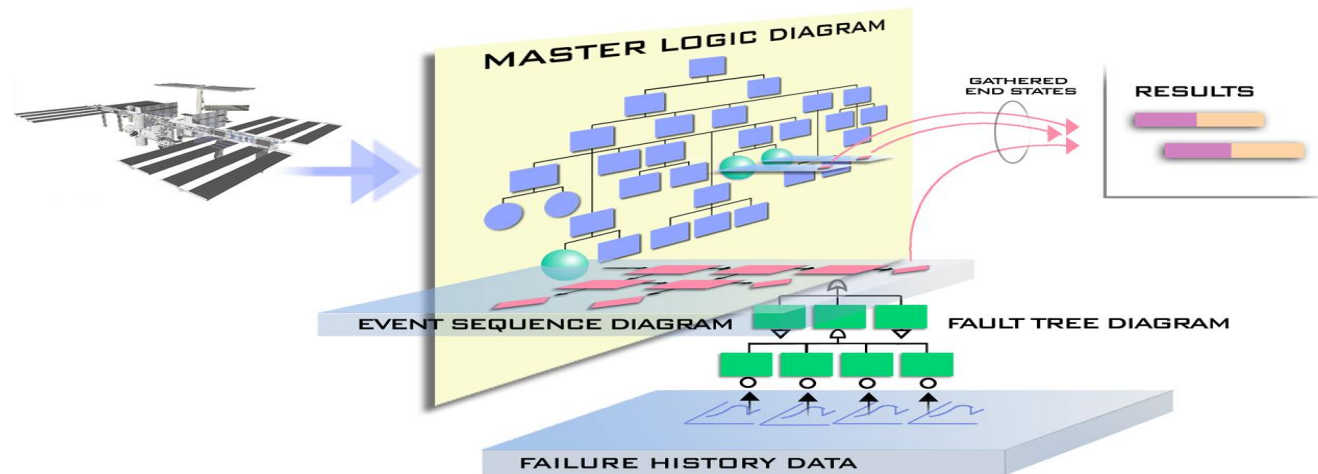 MASTER LOGIC DIAGRAM
GATHERED
END STATES
RESULTS
EVENT SEQUENCE DIAGRAM
FAULT TREE DIAGRAM
FAILURE HISTORY DATA